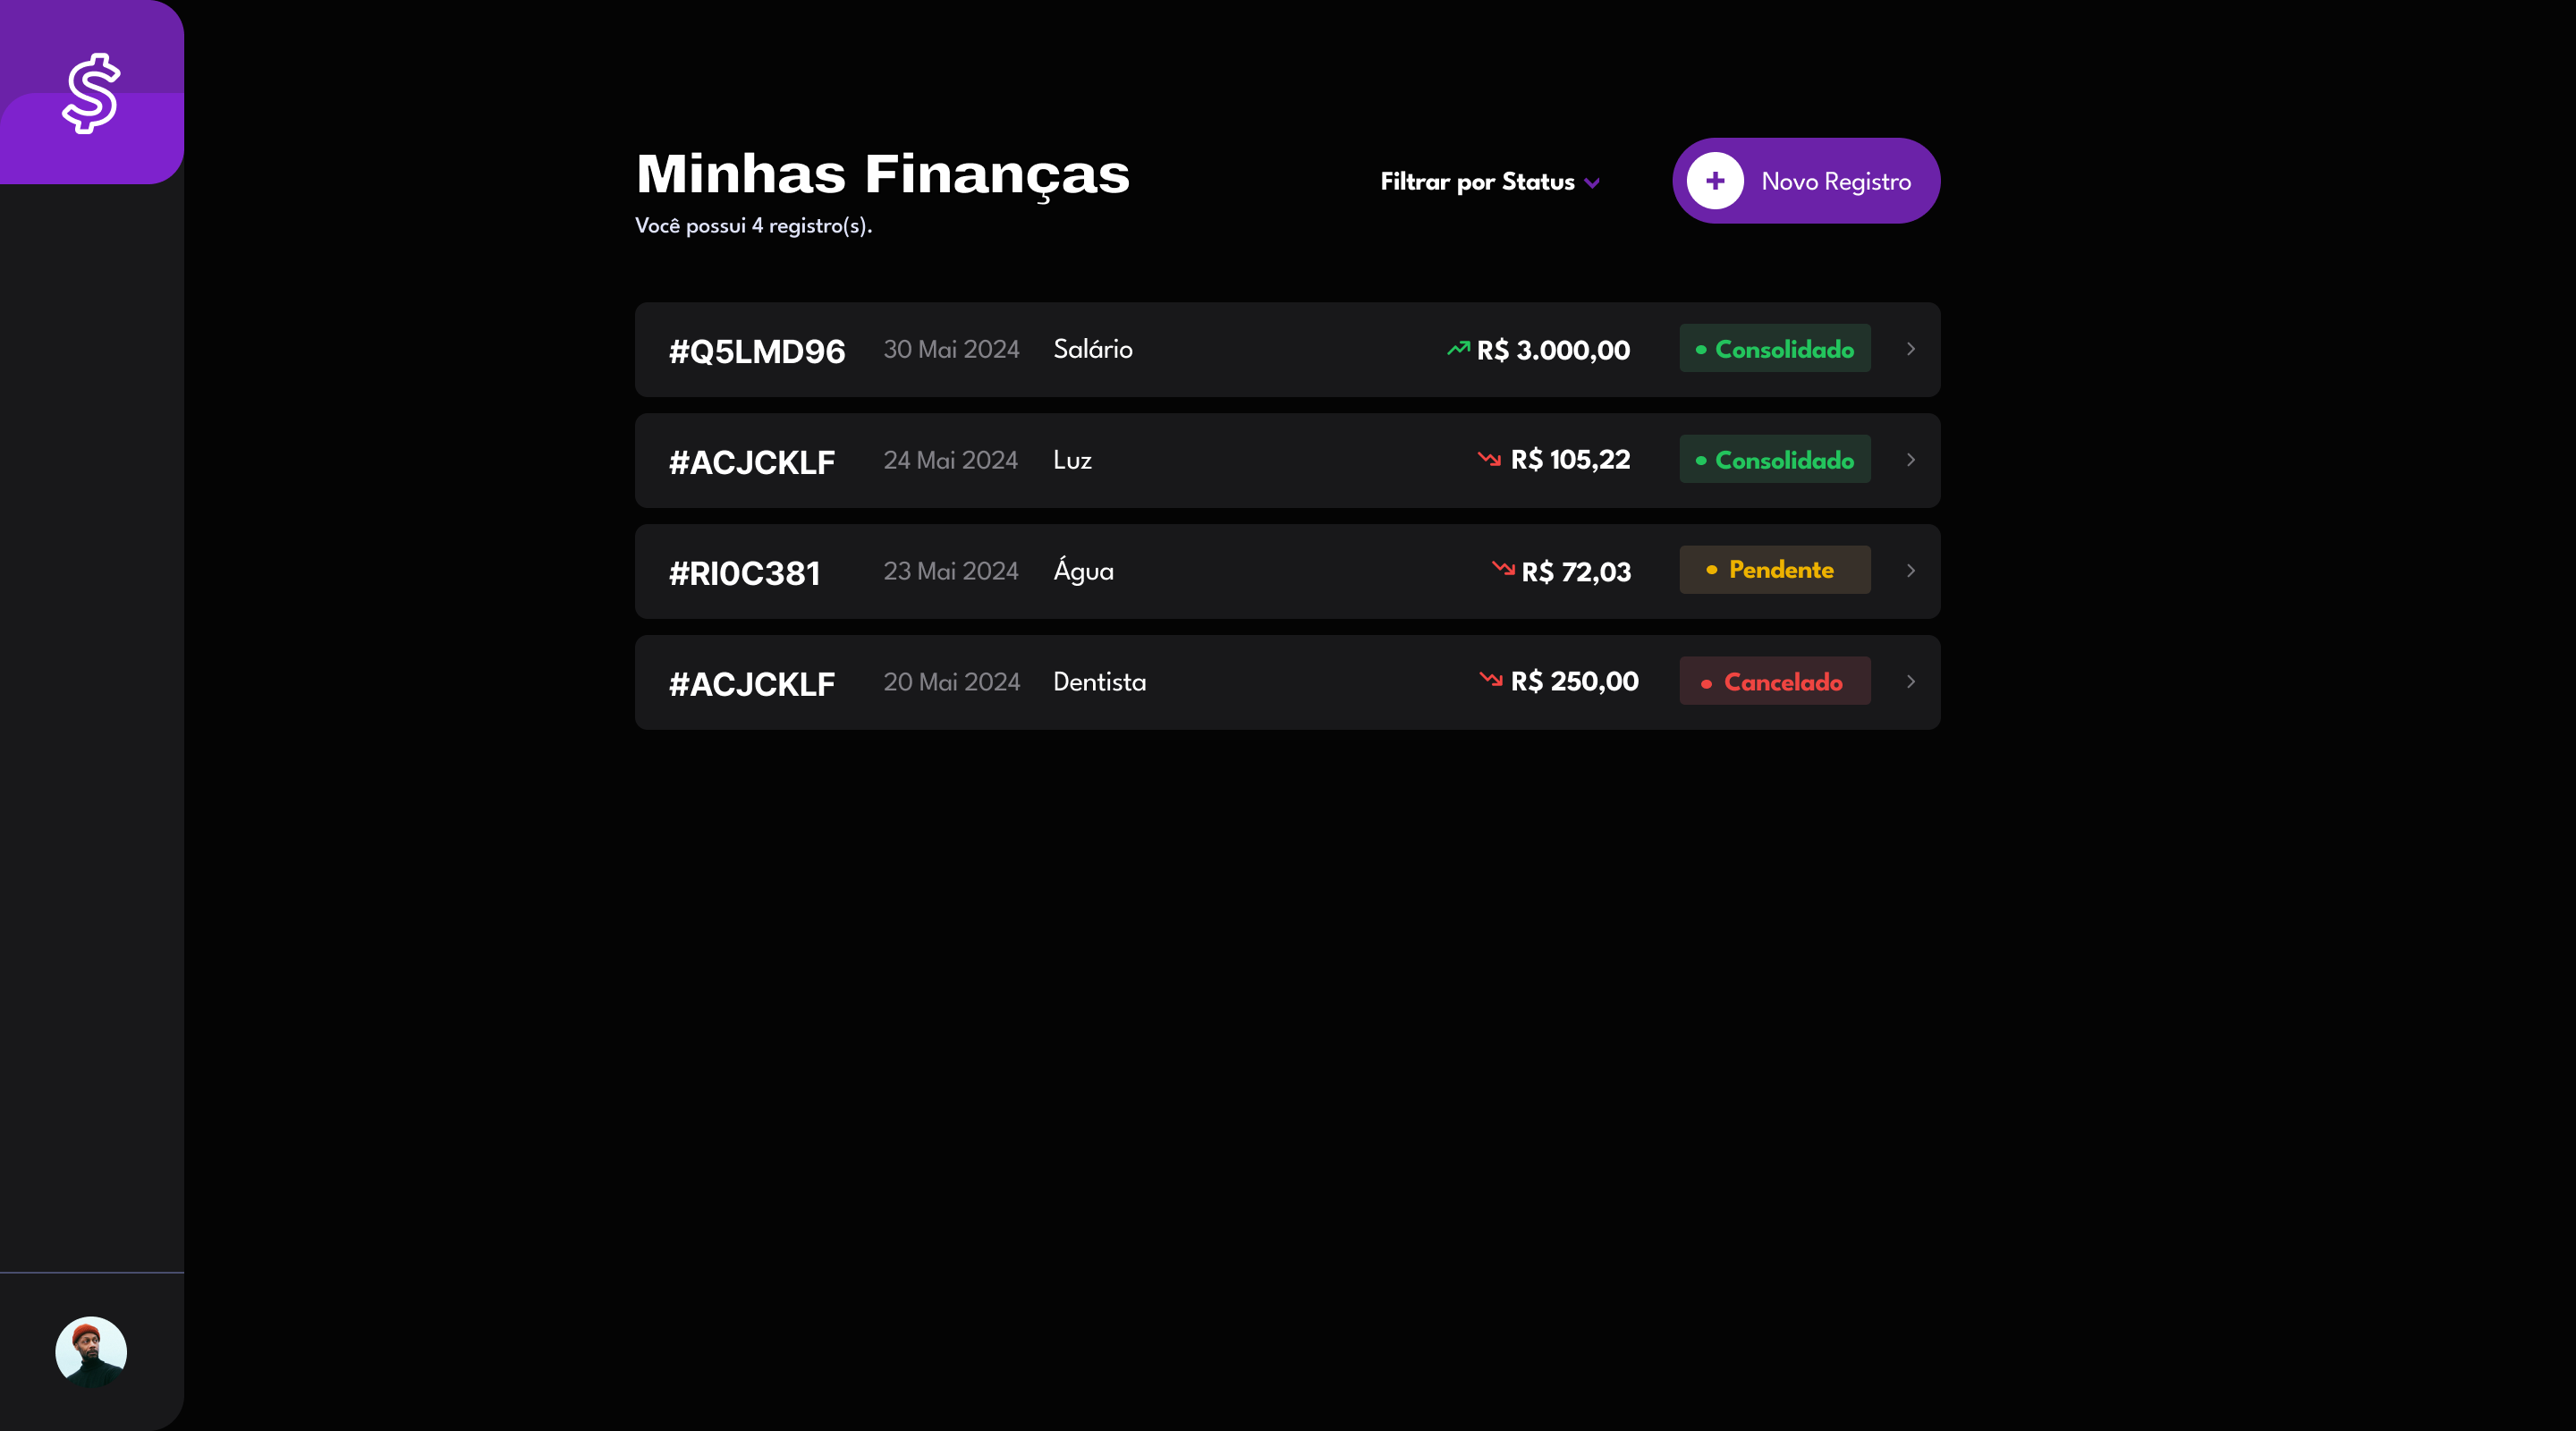 $
Minhas Finanças
Você possui 4 registro(s).
Filtrar por Status
+ Novo Registro
#Q5LMD96 30 Mai 2024 Salário R$ 3.000,00 Consolidado
#ACJCKLF 24 Mai 2024 Luz R$ 105,22 Consolidado
#RI0C381 23 Mai 2024 Água R$ 72,03 Pendente
#ACJCKLF 20 Mai 2024 Dentista R$ 250,00 Cancelado